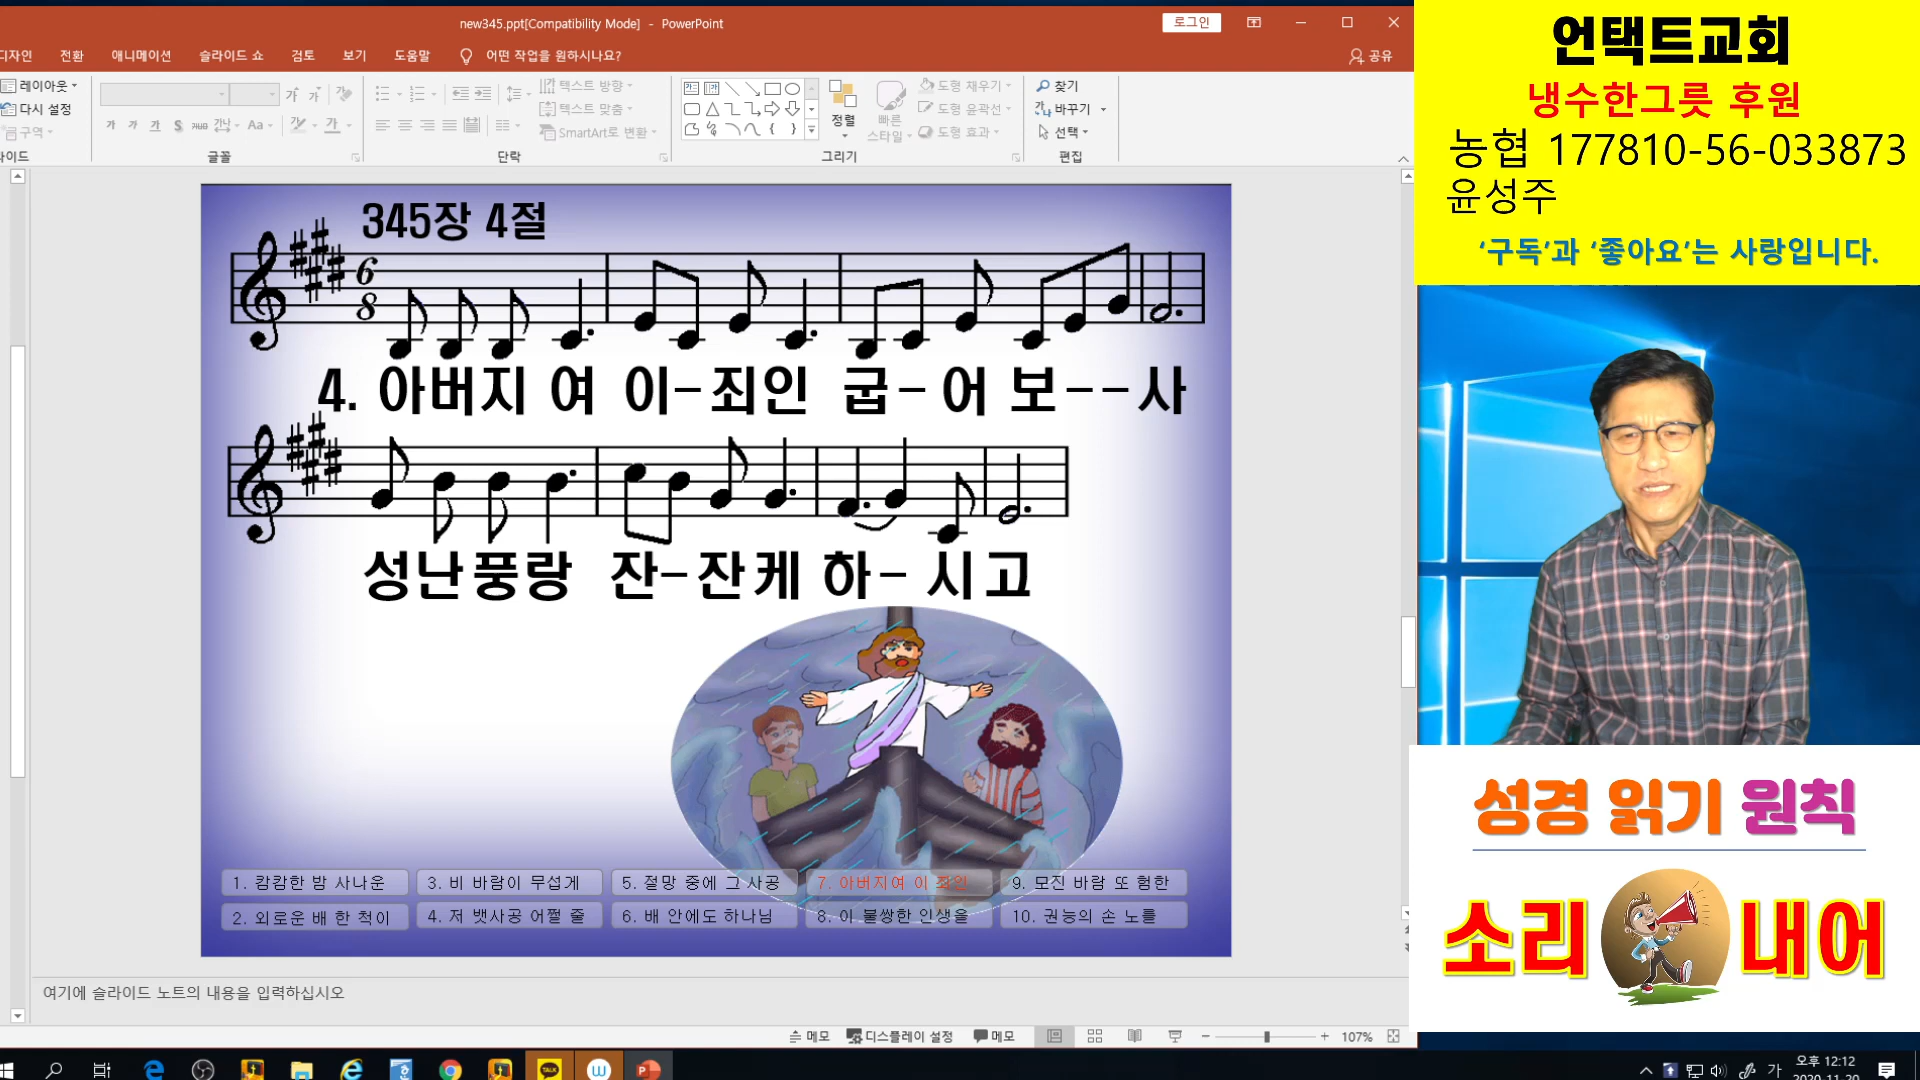 new345.ppt[Compatibility Mode] - PowerPoint
로그인
디자인 전환 애니메이션 슬라이드 쇼 검토 보기 도움말 어떤 작업을 원하시나요?
공유
레이아웃
다시 설정
구역
가 가 가 S abc 간 Aa 가
글꼴
텍스트 방향
텍스트 맞춤
SmartArt로 변환
단락
정렬
빠른
스타일
도형 채우기
도형 윤곽선
도형 효과
그리기
찾기
바꾸기
선택
편집
345장 4절
6
8
4. 아버지 여 이-죄인 굽-어 보--사
성난풍랑 잔-잔케 하-시고
1. 캄캄한 밤 사나운
3. 비 바람이 무섭게
5. 절망 중에 그 사공
7. 아버지여 이 죄인
9. 모진 바람 또 험한
2. 외로운 배 한 척이
4. 저 뱃사공 어쩔 줄
6. 배 안에도 하나님
8. 이 불쌍한 인생을
10. 권능의 손 노를
여기에 슬라이드 노트의 내용을 입력하십시오
메모 디스플레이 설정 메모 107%
가 오후 12:12
2020-11-20
언택트교회
냉수한그릇 후원
농협 177810-56-033873
윤성주
'구독'과 '좋아요'는 사랑입니다.
성경 읽기 원칙
소리 내어